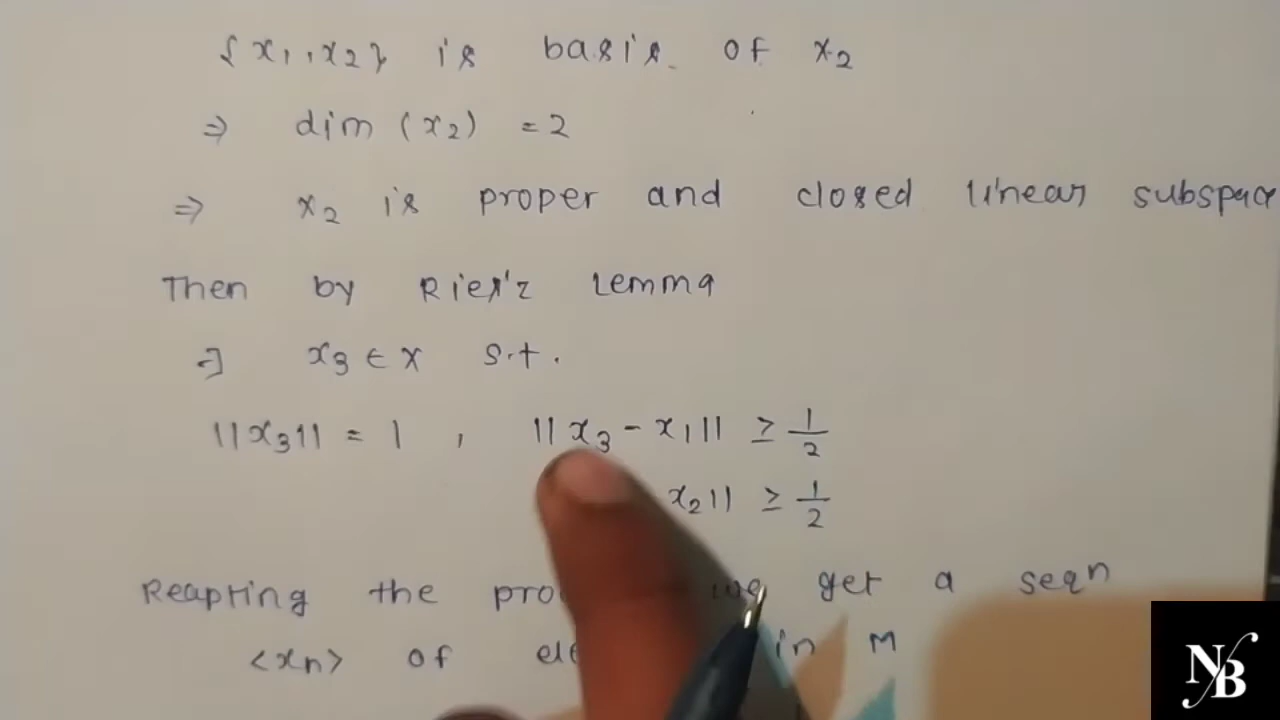 {x₁, x₂} is basis of x₂
⇒ dim (x₂) = 2
⇒ x₂ is proper and closed linear subspac
Then by Riesz's Lemma
∃ x₃ ∈ X s.t.
||x₃|| = 1 , ||x₃ - x₁|| ≥ 1/2
x₂|| ≥ 1/2
Reapting the we get a seqn
<xn> of in M
NB